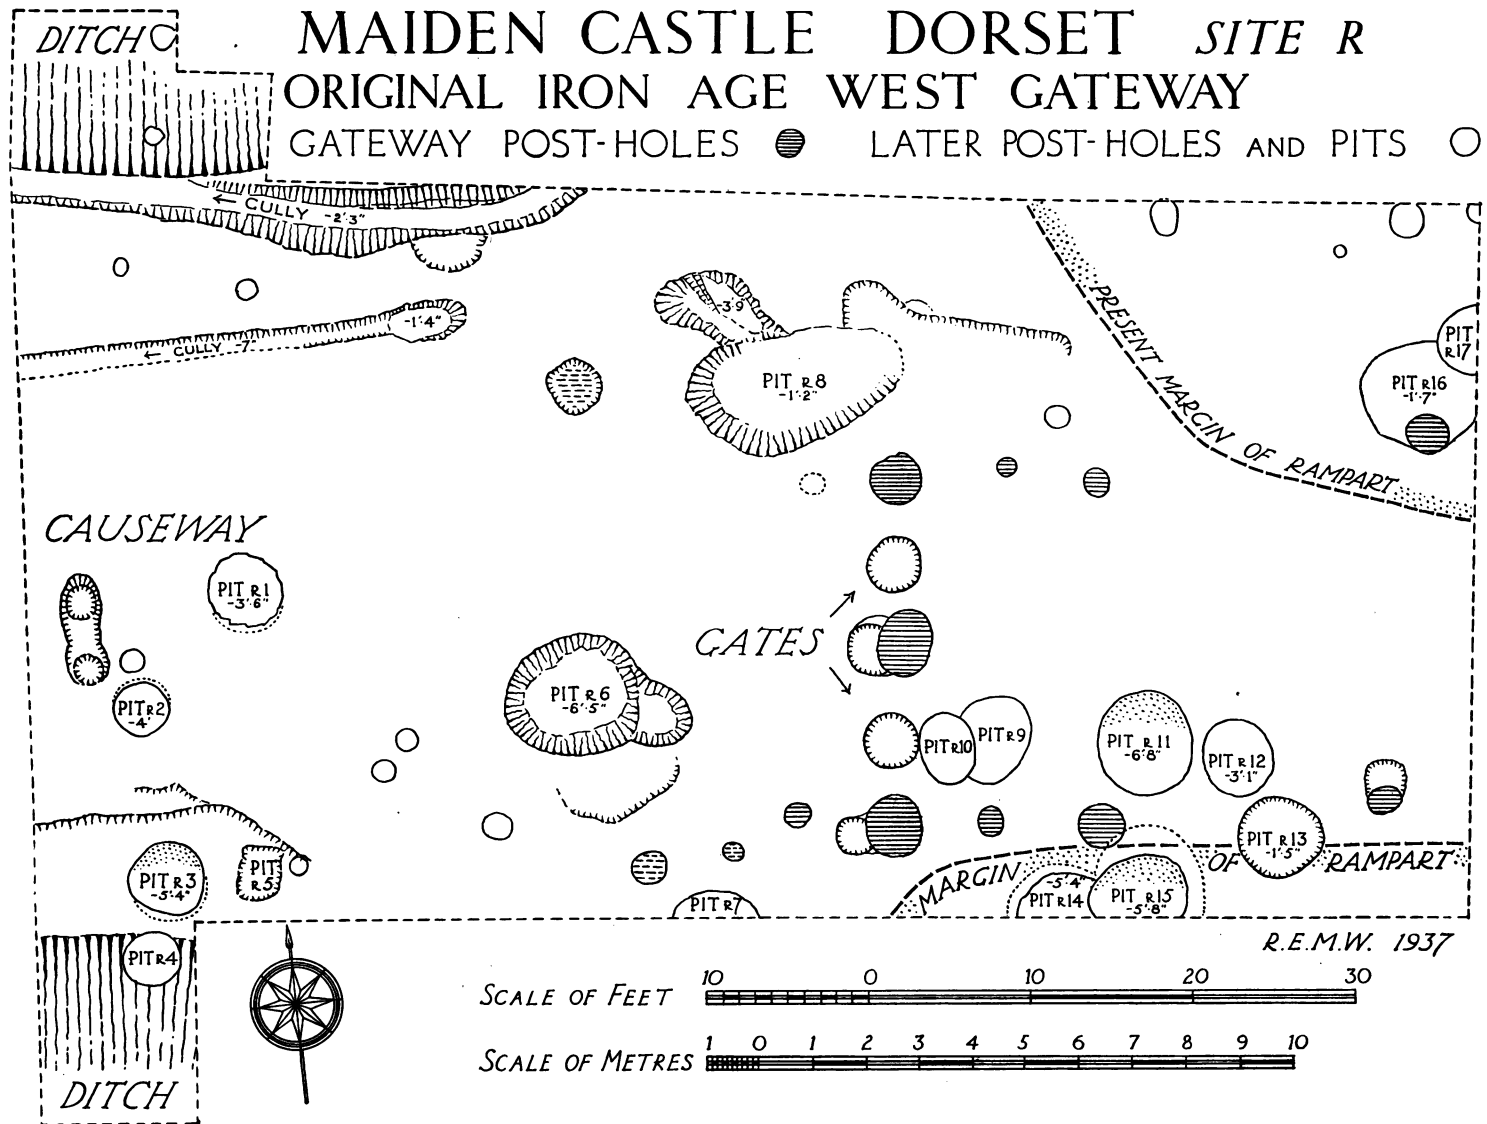 DITCH
MAIDEN CASTLE DORSET SITE R
ORIGINAL IRON AGE WEST GATEWAY
GATEWAY POST-HOLES LATER POST-HOLES AND PITS
← GULLY -2'3"
-3'9
-1'4"
← GULLY -7"
PRESENT MARGIN OF RAMPART
PIT R17
PIT R16
-1'7"
PIT R8
-1'2"
CAUSEWAY
PIT R1
-3'6"
GATES
PIT R6
-6'5"
PIT R2
-4'
PIT R10
PIT R9
PIT R11
-6'8"
PIT R12
-3'1"
PIT R13
-1'5"
PIT R3
-5'4"
PIT R5
MARGIN OF RAMPART
PIT R7
-5'4"
PIT R14
PIT R15
-5'8"
PIT R4
R.E.M.W. 1937
SCALE OF FEET 10 0 10 20 30
SCALE OF METRES 1 0 1 2 3 4 5 6 7 8 9 10
DITCH